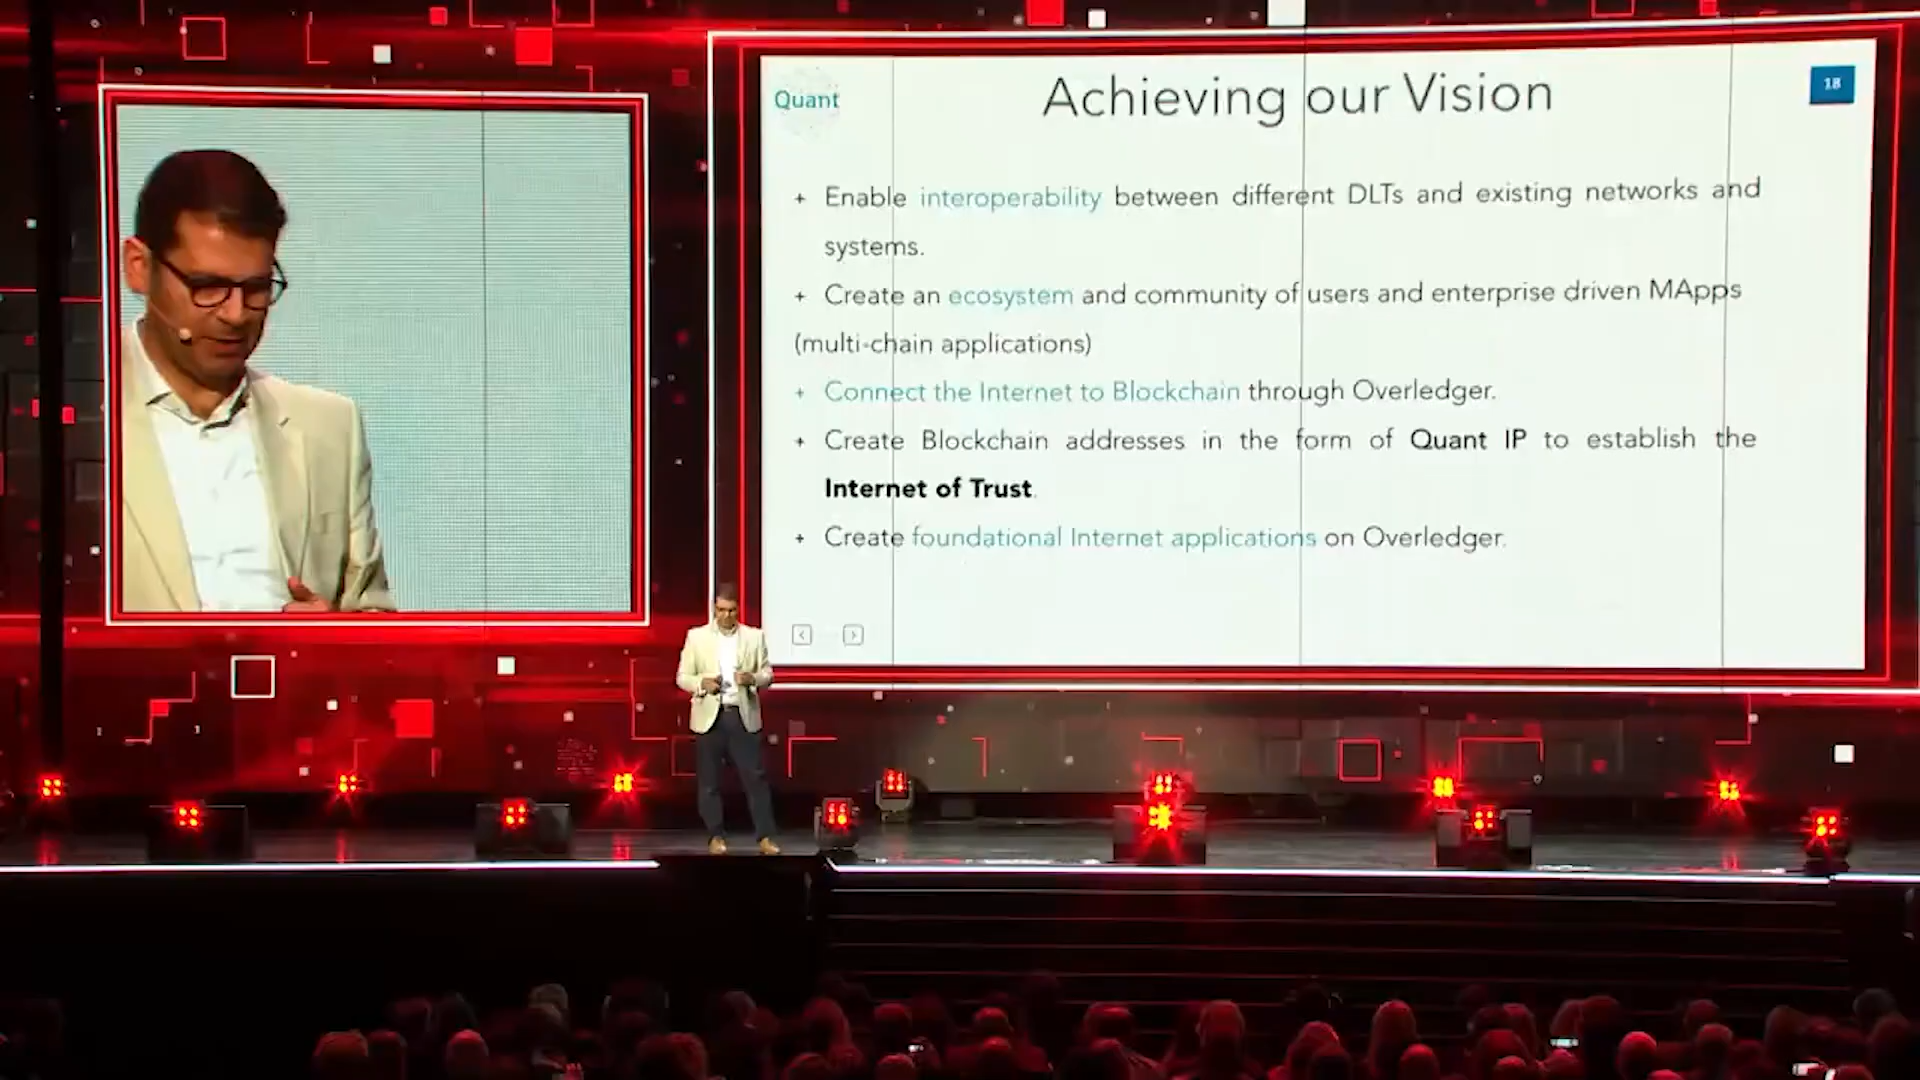 Quant
Achieving our Vision
18
+ Enable interoperability between different DLTs and existing networks and
systems.
+ Create an ecosystem and community of users and enterprise driven MApps
(multi-chain applications)
+ Connect the Internet to Blockchain through Overledger.
+ Create Blockchain addresses in the form of Quant IP to establish the
Internet of Trust.
+ Create foundational Internet applications on Overledger.